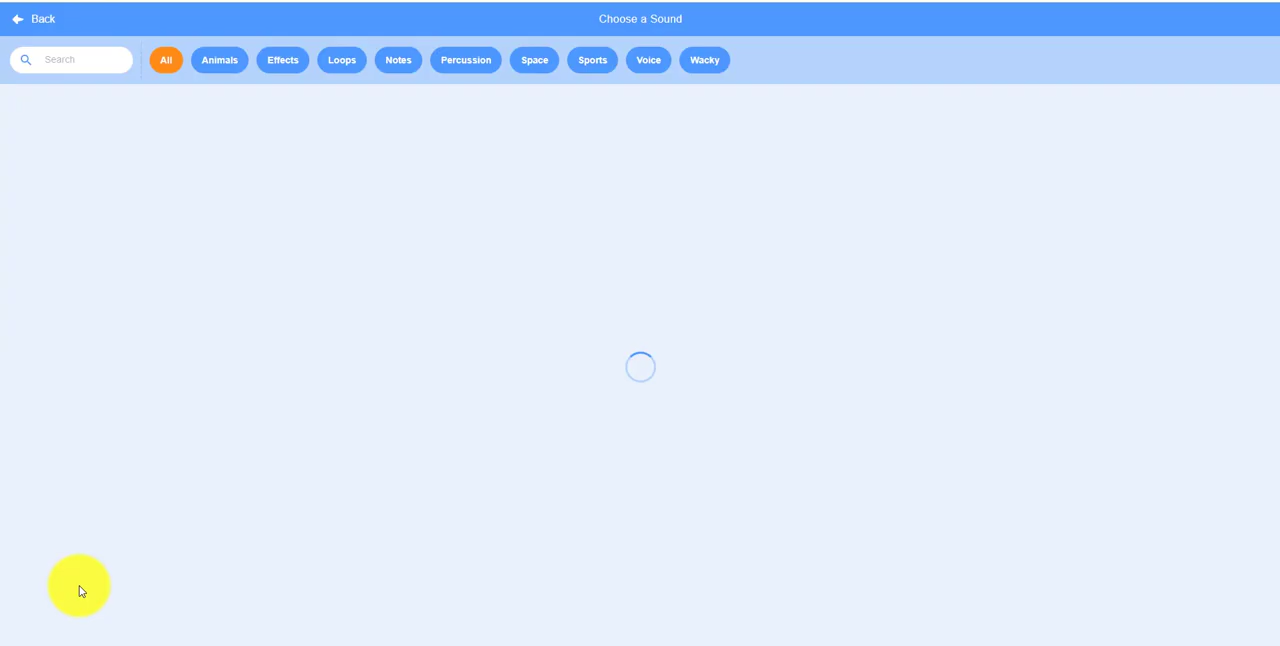 Back
Choose a Sound
Search
All
Animals
Effects
Loops
Notes
Percussion
Space
Sports
Voice
Wacky